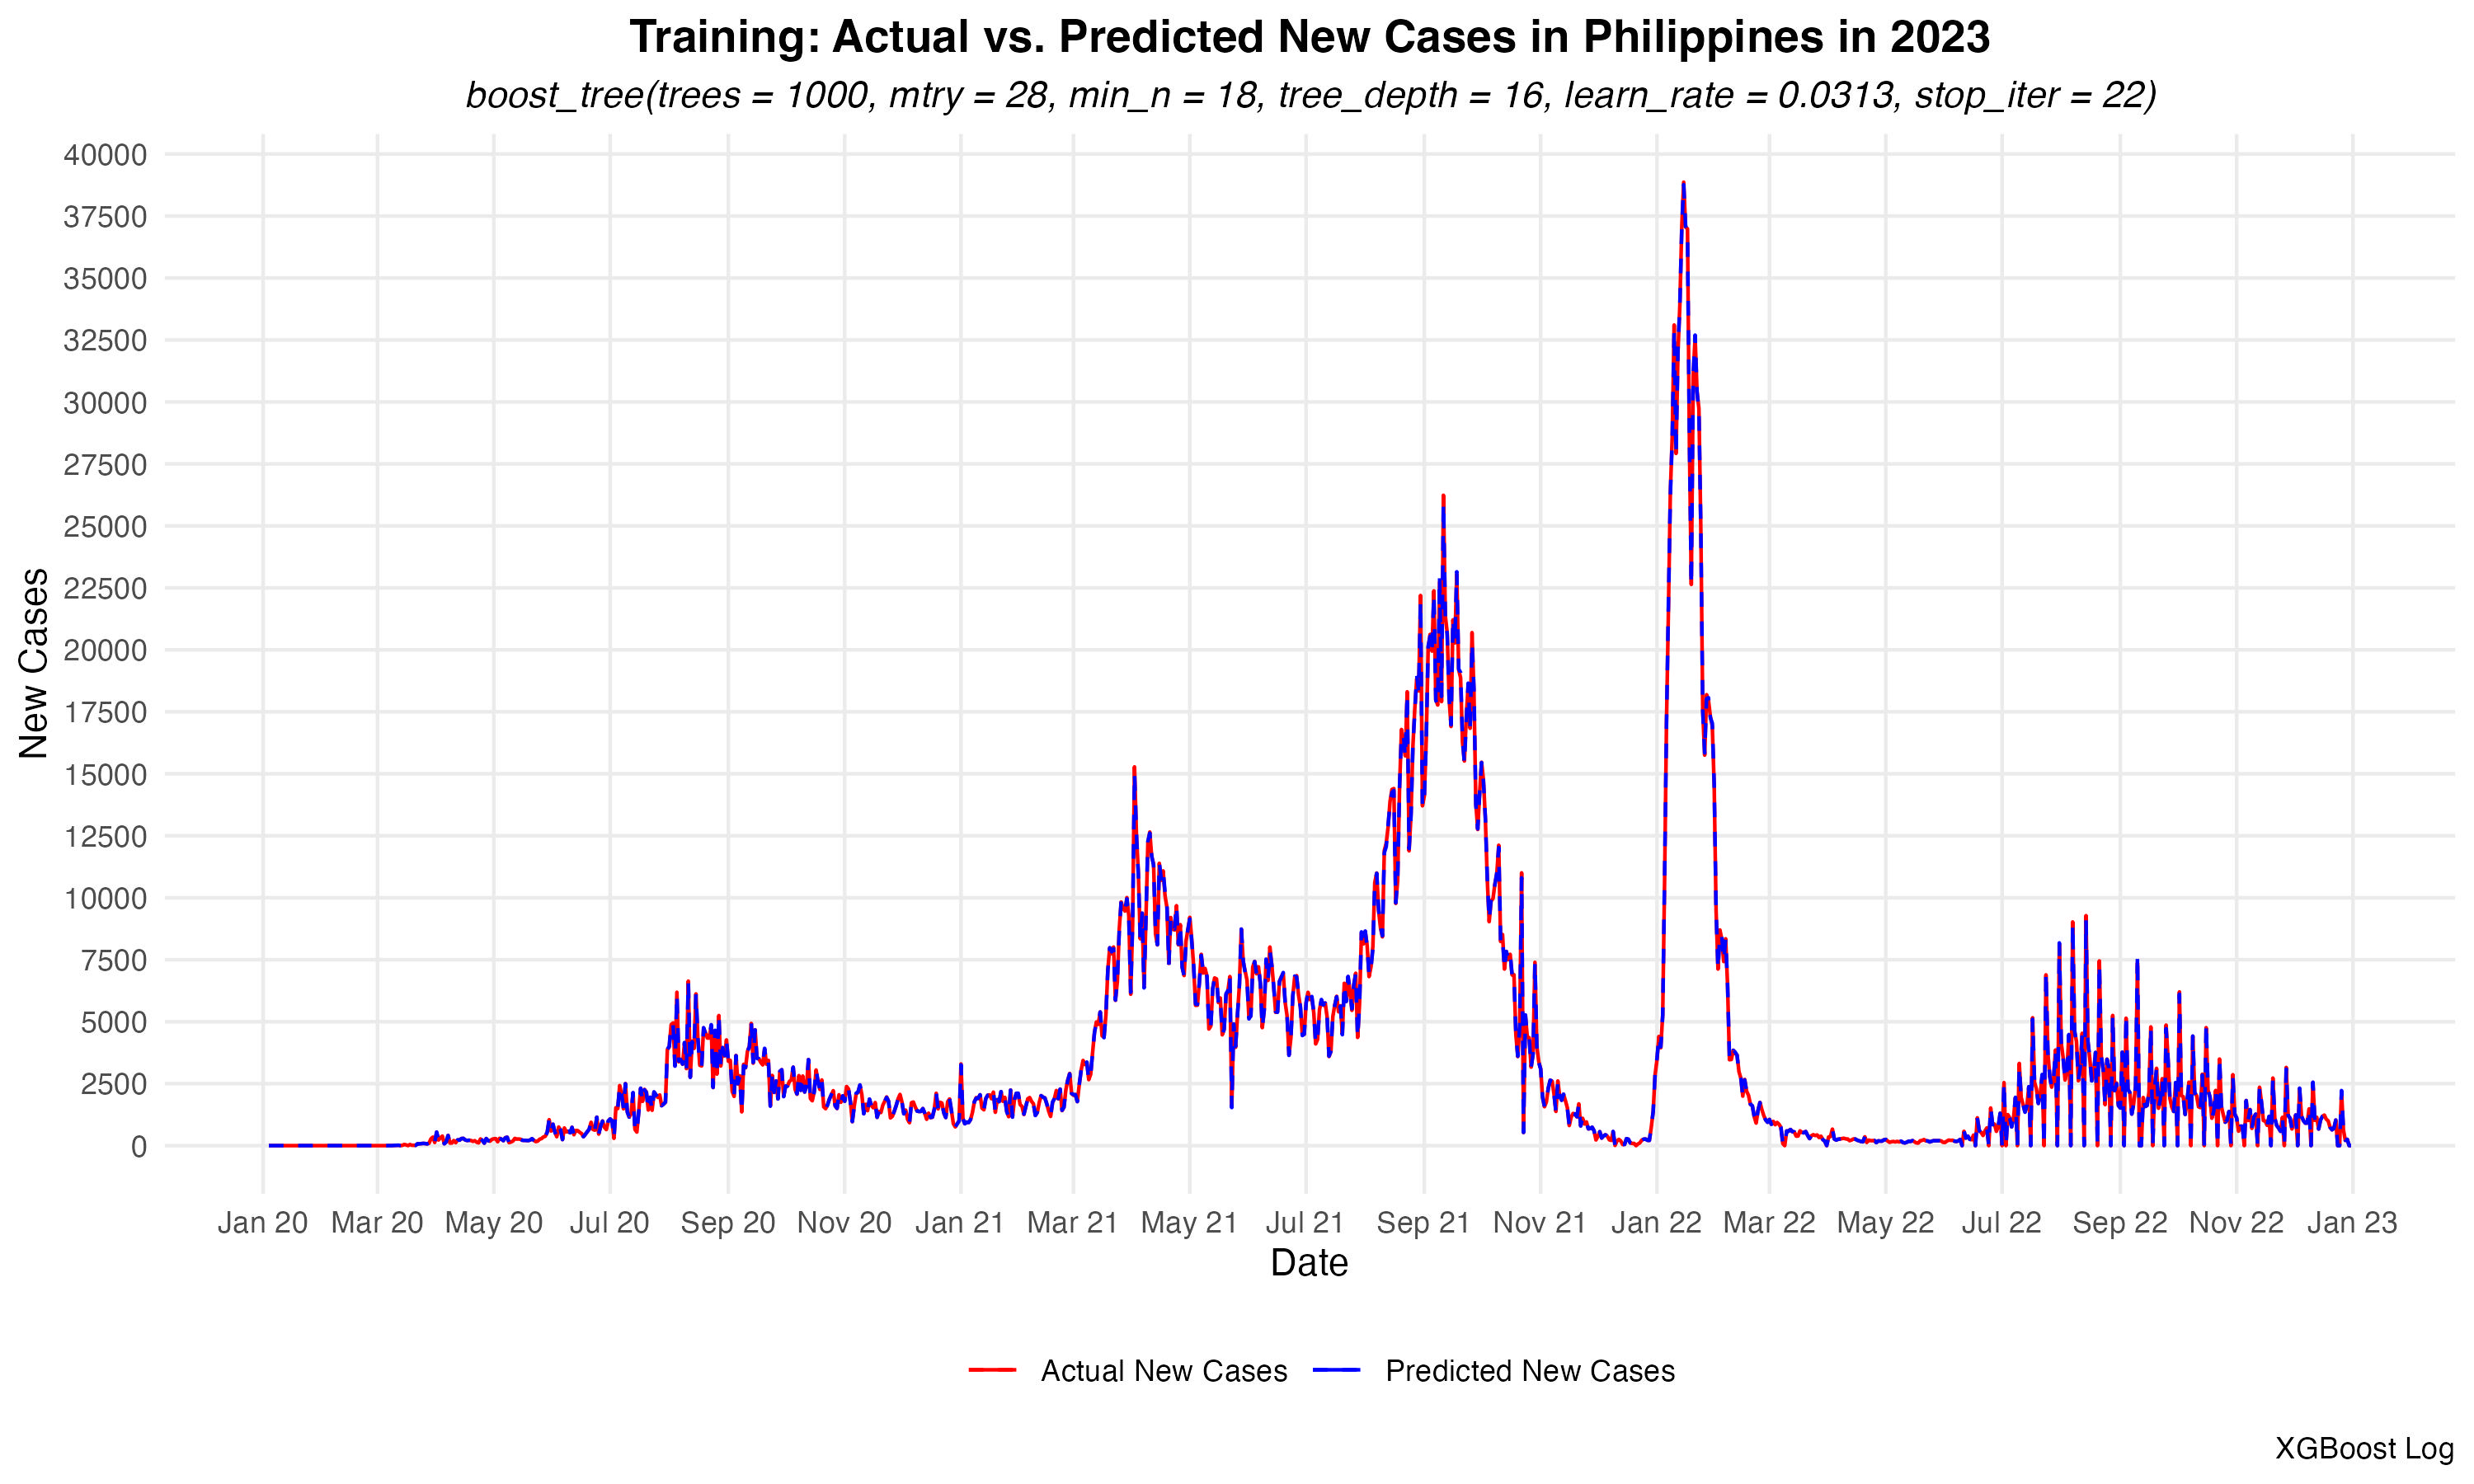 Training: Actual vs. Predicted New Cases in Philippines in 2023
boost_tree(trees = 1000, mtry = 28, min_n = 18, tree_depth = 16, learn_rate = 0.0313, stop_iter = 22)
New Cases
40000
37500
35000
32500
30000
27500
25000
22500
20000
17500
15000
12500
10000
7500
5000
2500
0
Jan 20 Mar 20 May 20 Jul 20 Sep 20 Nov 20 Jan 21 Mar 21 May 21 Jul 21 Sep 21 Nov 21 Jan 22 Mar 22 May 22 Jul 22 Sep 22 Nov 22 Jan 23
Date
Actual New Cases Predicted New Cases
XGBoost Log